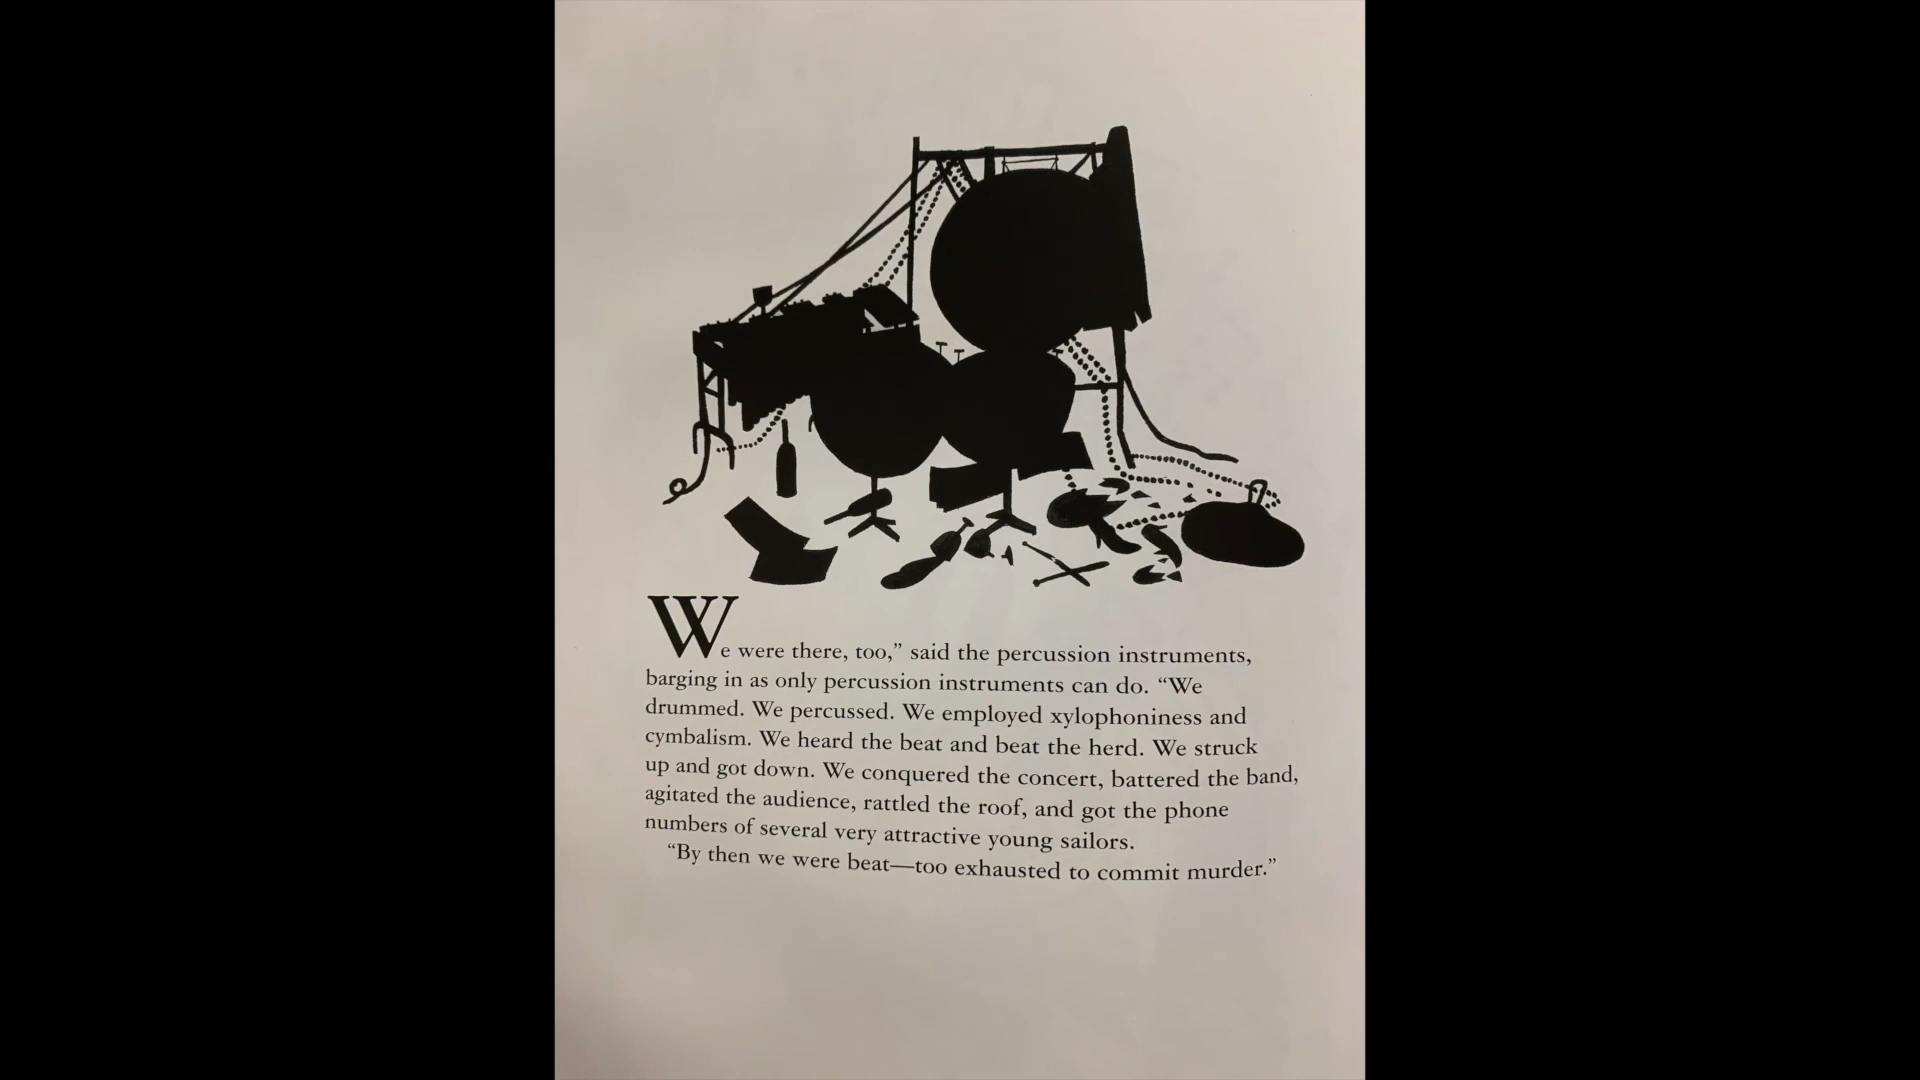 We were there, too,” said the percussion instruments,
barging in as only percussion instruments can do. “We
drummed. We percussed. We employed xylophoniness and
cymbalism. We heard the beat and beat the herd. We struck
up and got down. We conquered the concert, battered the band,
agitated the audience, rattled the roof, and got the phone
numbers of several very attractive young sailors.
“By then we were beat—too exhausted to commit murder.”